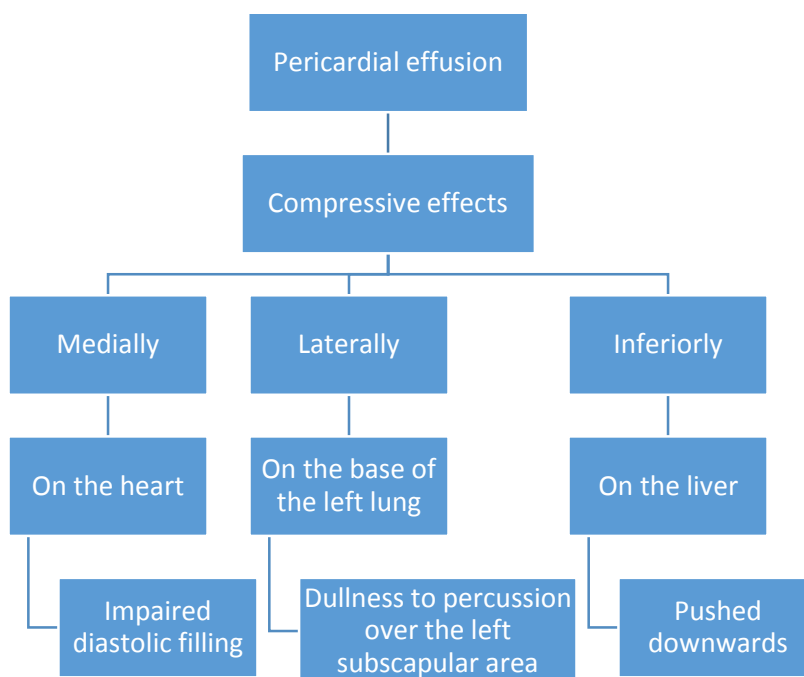 Pericardial effusion
Compressive effects
Medially
Laterally
Inferiorly
On the heart
On the base of
the left lung
On the liver
Impaired
diastolic filling
Dullness to percussion
over the left
subscapular area
Pushed
downwards